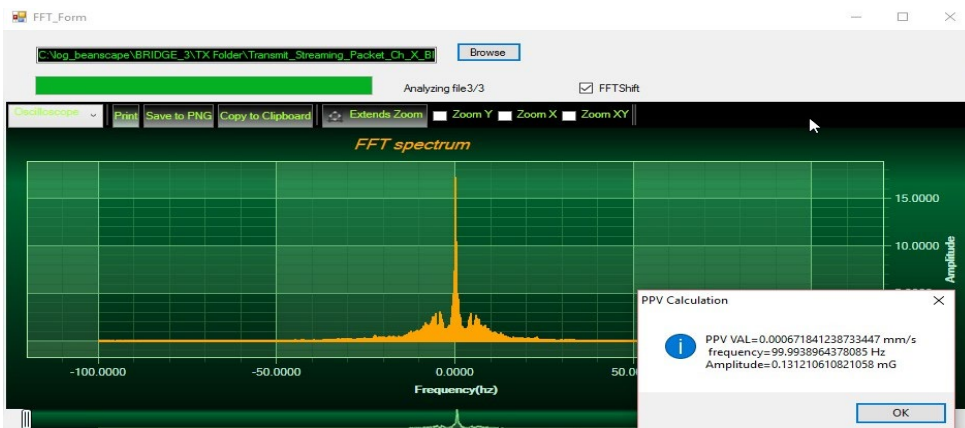 FFT_Form
C:\log_beanscape\BRIDGE_3\TX Folder\Transmit_Streaming_Packet_Ch_X_BI
Browse
Analyzing file3/3
FFTShift
Oscilloscope
Print
Save to PNG
Copy to Clipboard
Extends Zoom
Zoom Y
Zoom X
Zoom XY
FFT spectrum
15.0000
10.0000
Amplitude
PPV Calculation
PPV VAL=0.000671841238733447 mm/s
frequency=99.9938964378085 Hz
Amplitude=0.131210610821058 mG
OK
-100.0000
-50.0000
0.0000
50.0
Frequency(hz)